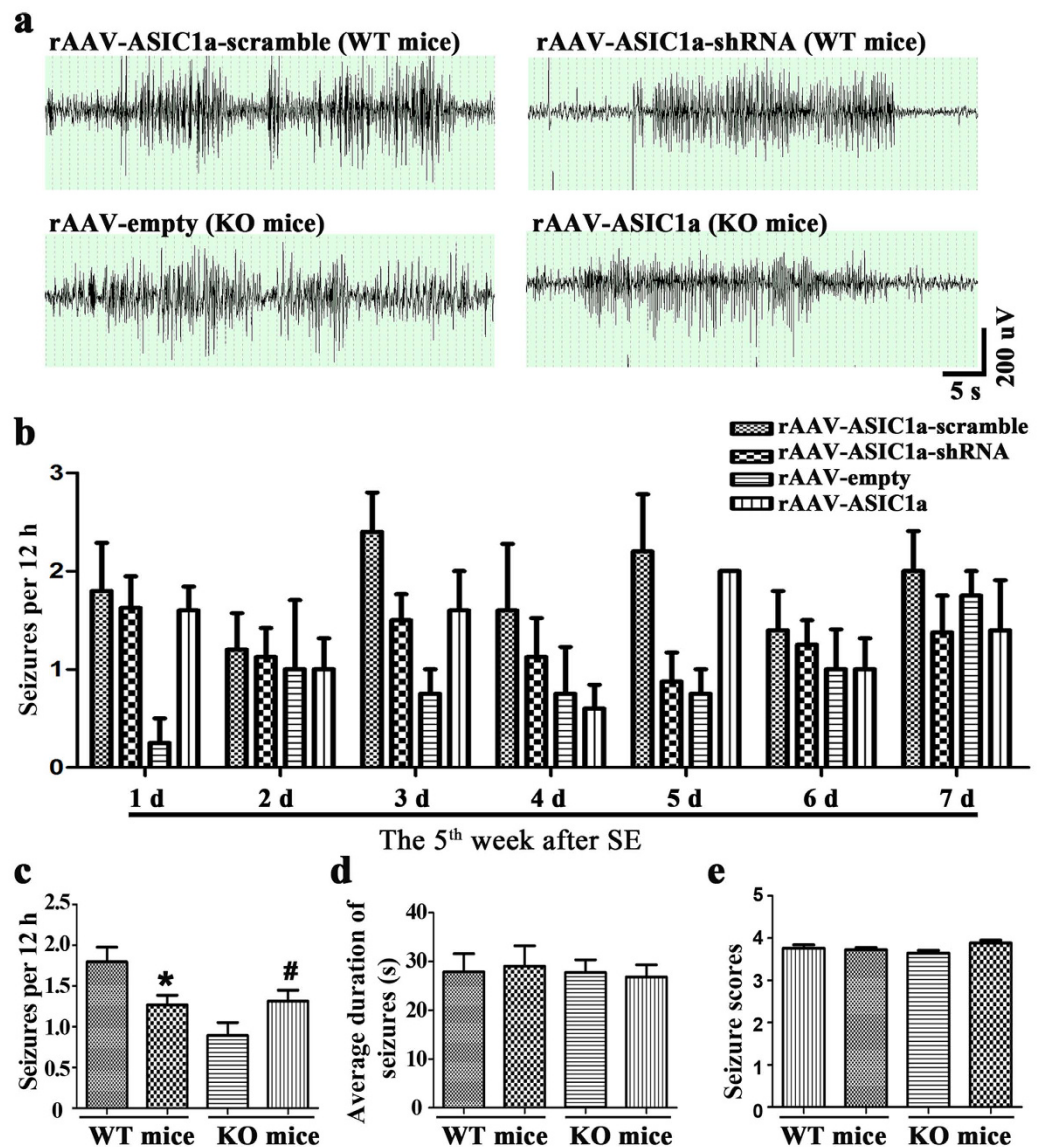 a
rAAV-ASIC1a-scramble (WT mice)
rAAV-ASIC1a-shRNA (WT mice)
rAAV-empty (KO mice)
rAAV-ASIC1a (KO mice)
200 uV
5 s
b
rAAV-ASIC1a-scramble
rAAV-ASIC1a-shRNA
rAAV-empty
rAAV-ASIC1a
Seizures per 12 h
3
2
1
0
1 d 2 d 3 d 4 d 5 d 6 d 7 d
The 5th week after SE
c
Seizures per 12 h
2.5
2.0
1.5
1.0
0.5
0
*
#
WT mice KO mice
d
Average duration of
seizures (s)
40
30
20
10
0
WT mice KO mice
e
Seizure scores
5
4
3
2
1
0
WT mice KO mice